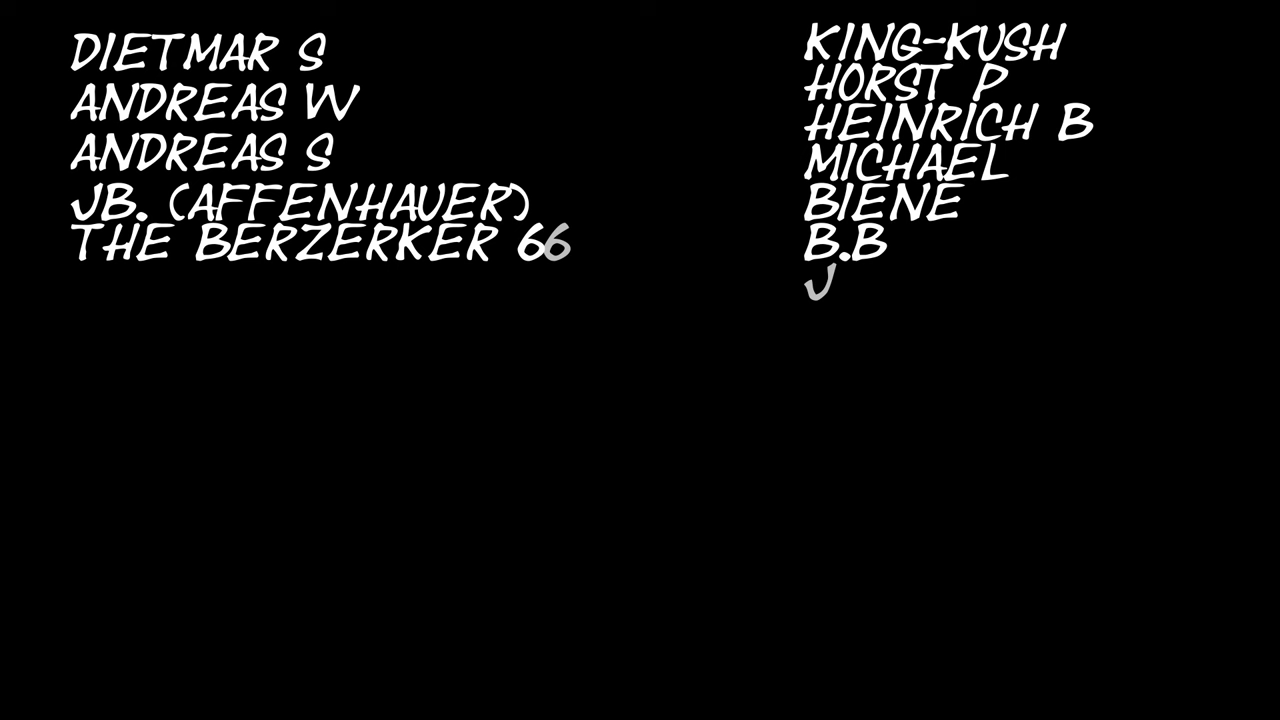 DIETMAR S
ANDREAS W
ANDREAS S
JB. (AFFENHAUER)
THE BERZERKER 66
KING-KUSH
HORST P
HEINRICH B
MICHAEL
BIENE
B.B
J